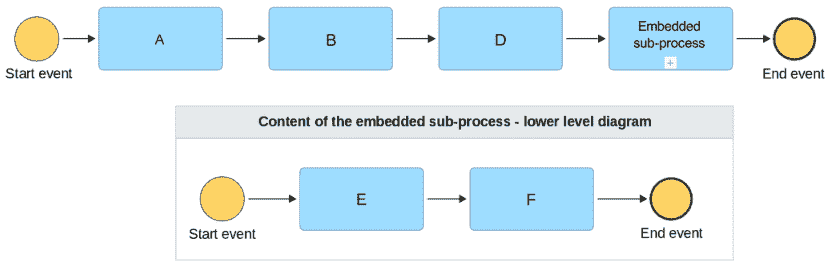 A
B
D
Embedded
sub-process
+
Start event
End event
Content of the embedded sub-process - lower level diagram
E
F
Start event
End event